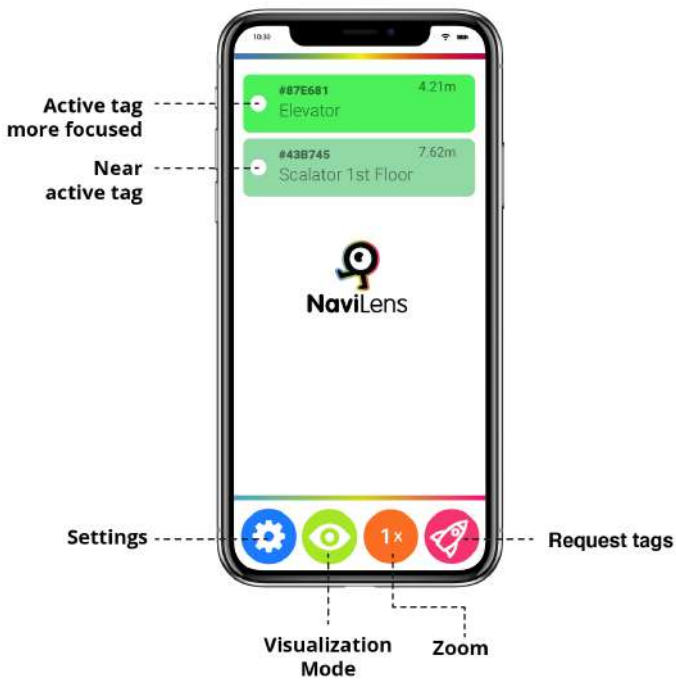 10:30
#87E681 4.21m
Elevator
Active tag
more focused
#43B745 7.62m
Scalator 1st Floor
Near
active tag
NaviLens
Settings
1x
Request tags
Visualization
Mode
Zoom